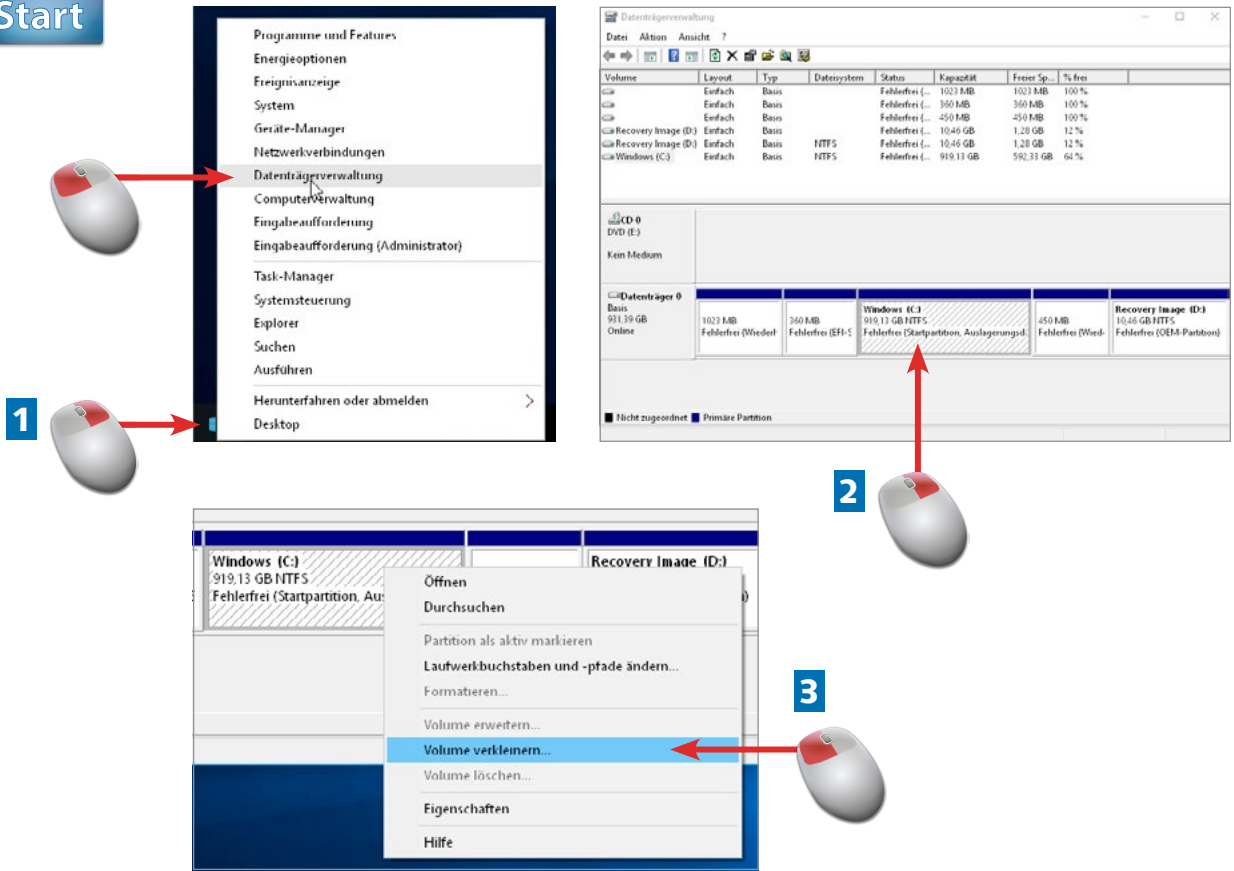 Start
Programme und Features
Energieoptionen
Ereignisanzeige
System
Geräte-Manager
Netzwerkverbindungen
Datenträgerverwaltung
Computerverwaltung
Eingabeaufforderung
Eingabeaufforderung (Administrator)
Task-Manager
Systemsteuerung
Explorer
Suchen
Ausführen
Herunterfahren oder abmelden
Desktop
1
Datenträgerverwaltung
Datei Aktion Ansicht ?
Volume Layout Typ Dateisystem Status Kapazität Freier Sp... % frei
Einfach Basis Fehlerfrei (... 1023 MB 1023 MB 100 %
Einfach Basis Fehlerfrei (... 360 MB 360 MB 100 %
Einfach Basis Fehlerfrei (... 450 MB 450 MB 100 %
Recovery Image (D:) Einfach Basis Fehlerfrei (... 10,46 GB 1,28 GB 12 %
Recovery Image (D:) Einfach Basis NTFS Fehlerfrei (... 10,46 GB 1,28 GB 12 %
Windows (C:) Einfach Basis NTFS Fehlerfrei (... 919,13 GB 592,33 GB 64 %
CD 0
DVD (E:)
Kein Medium
Datenträger 0
Basis
931,39 GB
Online
1023 MB
Fehlerfrei (Wiederh
360 MB
Fehlerfrei (EFI-S
Windows (C:)
919,13 GB NTFS
Fehlerfrei (Startpartition, Auslagerungsd
450 MB
Fehlerfrei (Wied
Recovery Image (D:)
10,46 GB NTFS
Fehlerfrei (OEM-Partition)
Nicht zugeordnet Primäre Partition
2
Windows (C:)
919,13 GB NTFS
Fehlerfrei (Startpartition, Au
Recovery Image (D:)
Öffnen
Durchsuchen
Partition als aktiv markieren
Laufwerkbuchstaben und -pfade ändern...
Formatieren...
Volume erweitern...
Volume verkleinern...
Volume löschen...
Eigenschaften
Hilfe
3